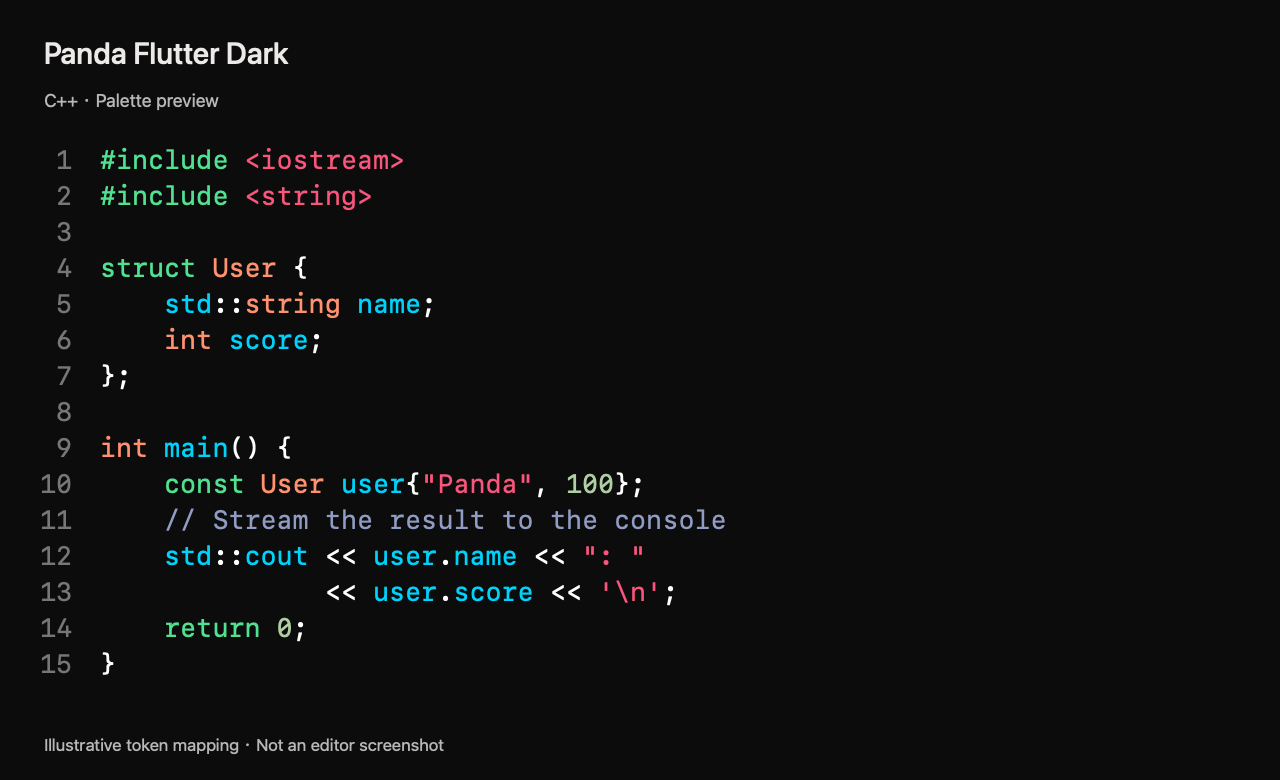 Panda Flutter Dark
C++ · Palette preview
1 #include <iostream>
2 #include <string>
3
4 struct User {
5     std::string name;
6     int score;
7 };
8
9 int main() {
10     const User user{"Panda", 100};
11     // Stream the result to the console
12     std::cout << user.name << ": "
13               << user.score << '\n';
14     return 0;
15 }
Illustrative token mapping · Not an editor screenshot